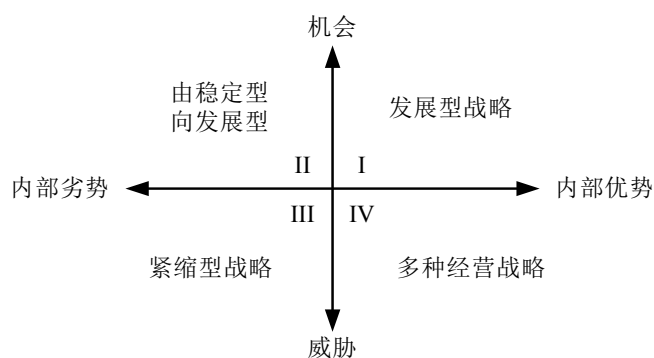 机会
由稳定型
向发展型
发展型战略
II
I
内部劣势
内部优势
III
IV
紧缩型战略
多种经营战略
威胁